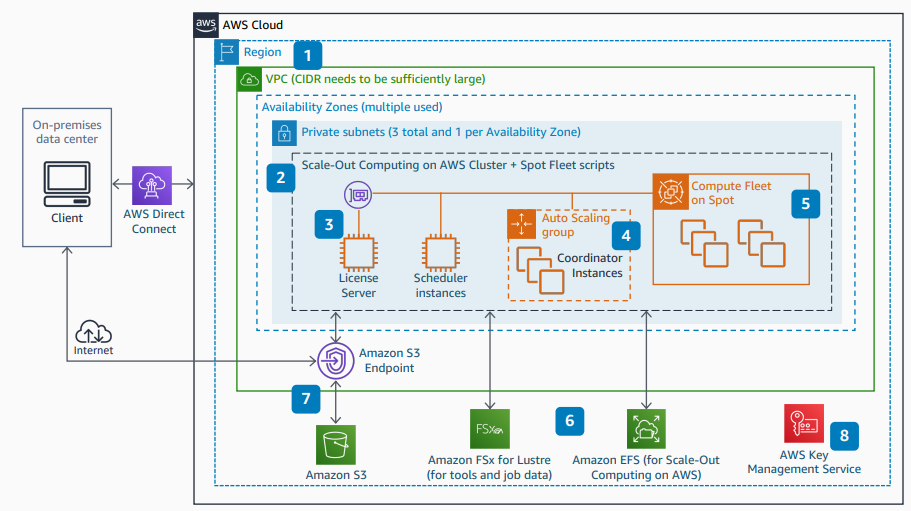 aws
AWS Cloud
Region
1
VPC (CIDR needs to be sufficiently large)
Availability Zones (multiple used)
Private subnets (3 total and 1 per Availability Zone)
2
Scale-Out Computing on AWS Cluster + Spot Fleet scripts
On-premises
data center
Client
AWS Direct
Connect
3
License
Server
Scheduler
instances
Auto Scaling
group
4
Coordinator
Instances
Compute Fleet
on Spot
5
Internet
Amazon S3
Endpoint
7
Amazon S3
FSx
Amazon FSx for Lustre
(for tools and job data)
6
Amazon EFS (for Scale-Out
Computing on AWS)
AWS Key
Management Service
8